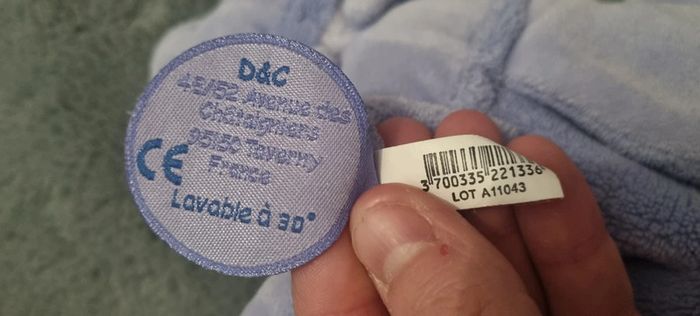 D&C
48/52 Avenue des
Châtaigniers
95150 Taverny
France
CE
Lavable à 30°
3 700335 221336
LOT A11043